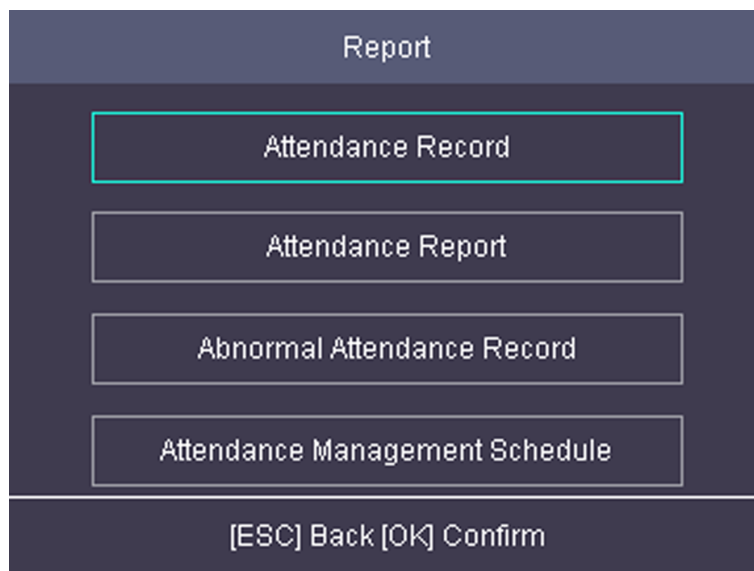 Report
Attendance Record
Attendance Report
Abnormal Attendance Record
Attendance Management Schedule
[ESC] Back [OK] Confirm